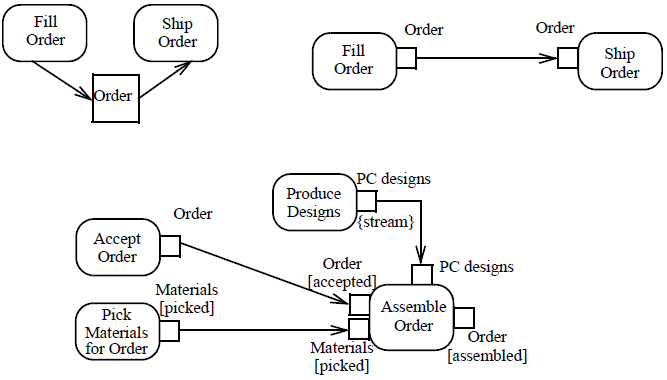 Fill
Order
Ship
Order
Order
Order
Order
Fill
Order
Ship
Order
PC designs
Produce
Designs
{stream}
Order
Accept
Order
Order
[accepted]
PC designs
Materials
[picked]
Pick
Materials
for Order
Assemble
Order
Materials
[picked]
Order
[assembled]